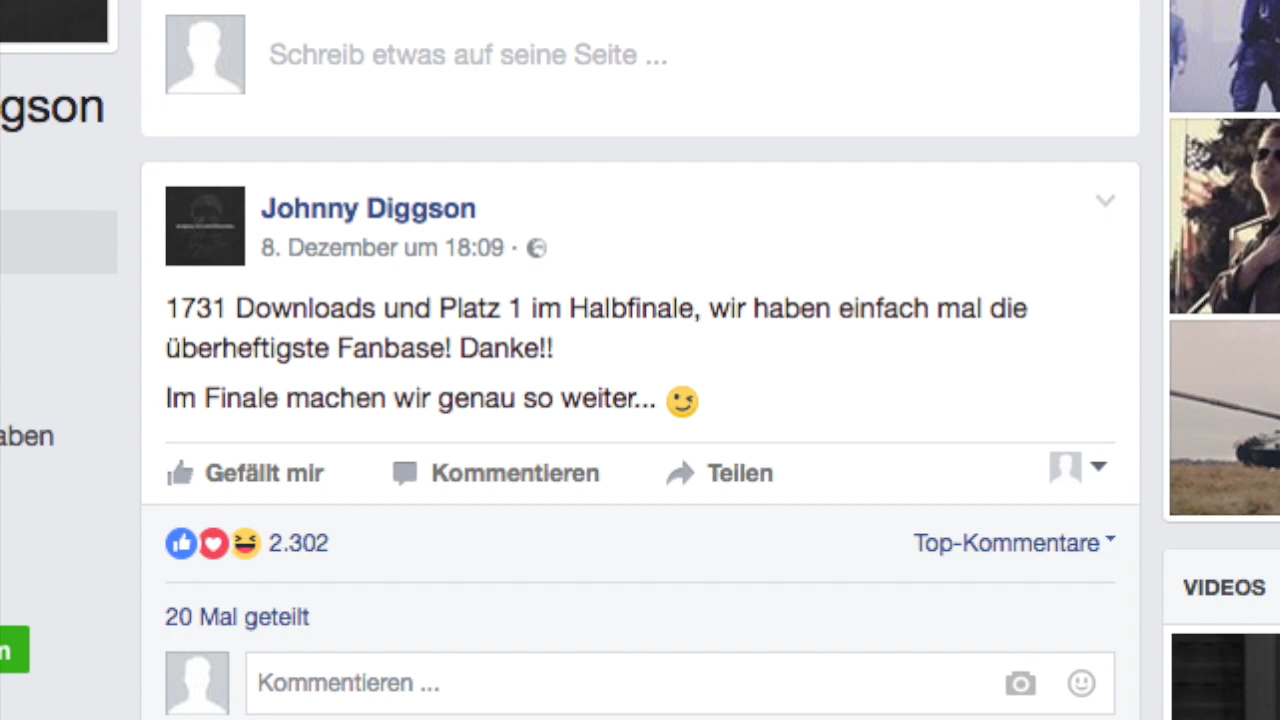 Schreib etwas auf seine Seite ...
gson
Johnny Diggson
8. Dezember um 18:09 ·
1731 Downloads und Platz 1 im Halbfinale, wir haben einfach mal die
überheftigste Fanbase! Danke!!
Im Finale machen wir genau so weiter... 😉
aben
Gefällt mir Kommentieren Teilen
2.302 Top-Kommentare
VIDEOS
20 Mal geteilt
n
Kommentieren ...